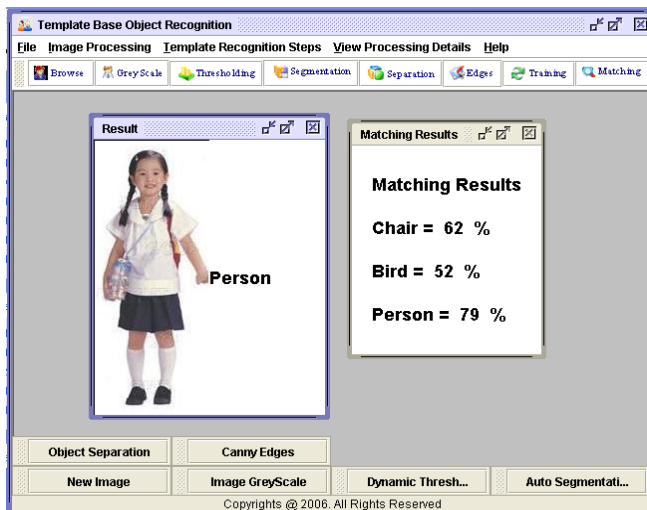 Template Base Object Recognition
File Image Processing Template Recognition Steps View Processing Details Help
Browse Grey Scale Thresholding Segmentation Separation Edges Training Matching
Result
Person
Matching Results
Matching Results
Chair = 62 %
Bird = 52 %
Person = 79 %
Object Separation Canny Edges
New Image Image GreyScale Dynamic Thresh... Auto Segmentati...
Copyrights @ 2006. All Rights Reserved